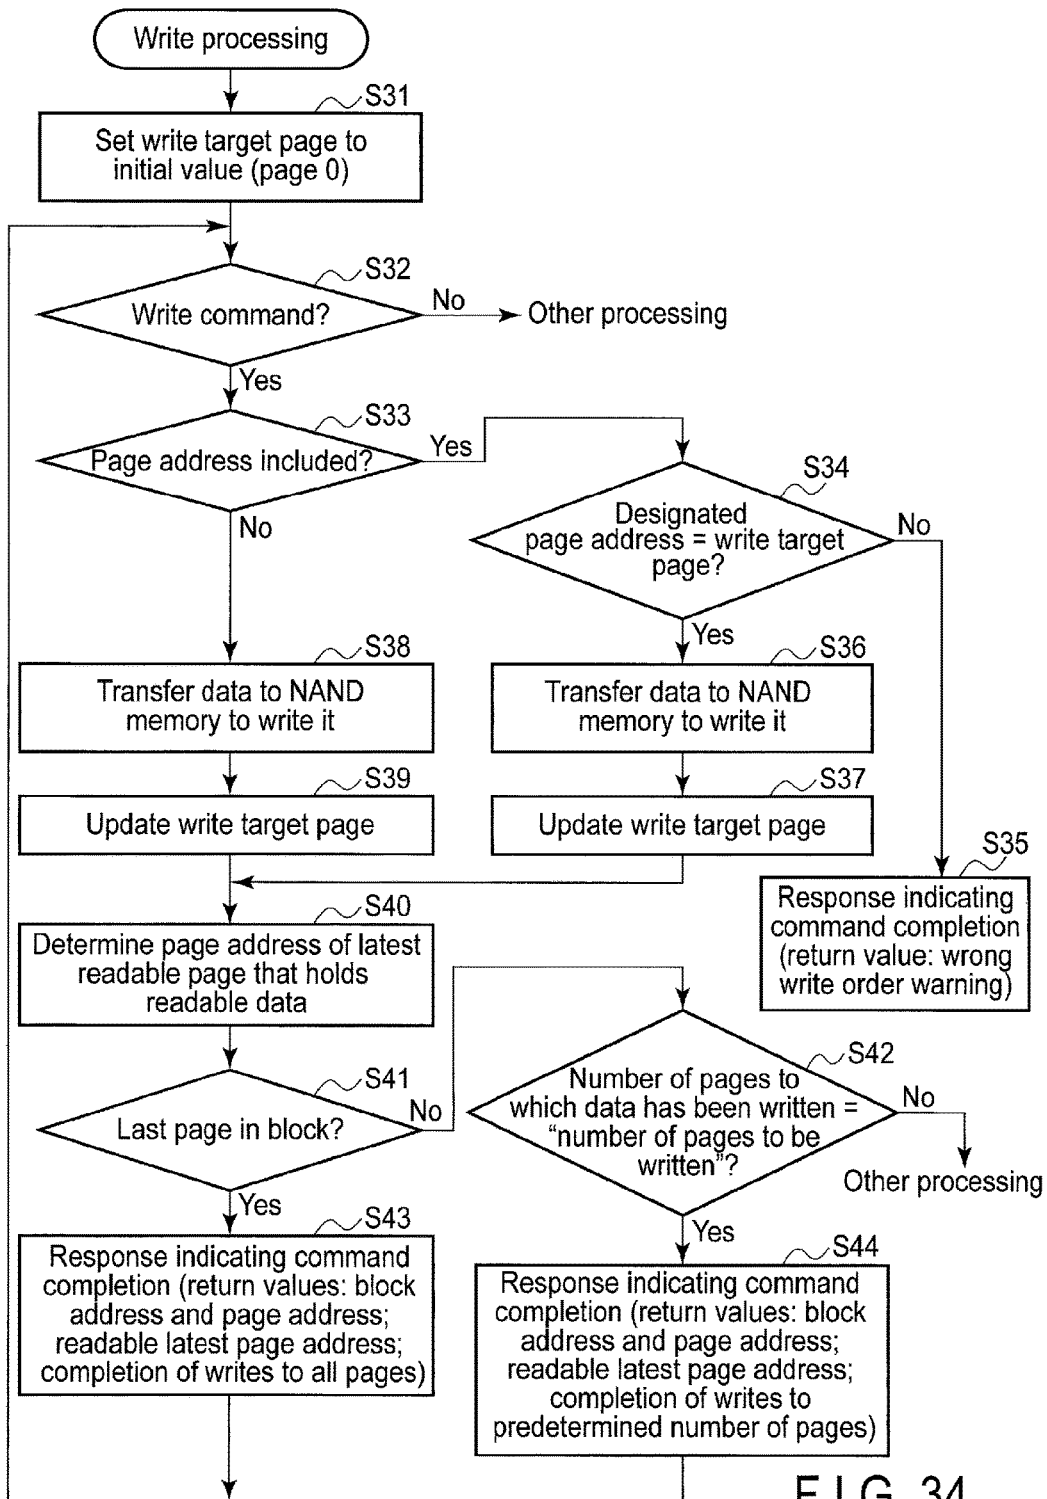 Write processing
S31
Set write target page to
initial value (page 0)
S32
Write command?
No
Other processing
Yes
S33
Page address included?
Yes
No
S34
Designated
page address = write target
page?
No
Yes
S38
Transfer data to NAND
memory to write it
S36
Transfer data to NAND
memory to write it
S39
Update write target page
S37
Update write target page
S35
Response indicating
command completion
(return value: wrong
write order warning)
S40
Determine page address of latest
readable page that holds
readable data
S41
Last page in block?
No
Yes
S42
Number of pages to
which data has been written =
“number of pages to be
written”?
No
Other processing
Yes
S43
Response indicating command
completion (return values: block
address and page address;
readable latest page address;
completion of writes to all pages)
S44
Response indicating command
completion (return values: block
address and page address;
readable latest page address;
completion of writes to
predetermined number of pages)
FIG. 34